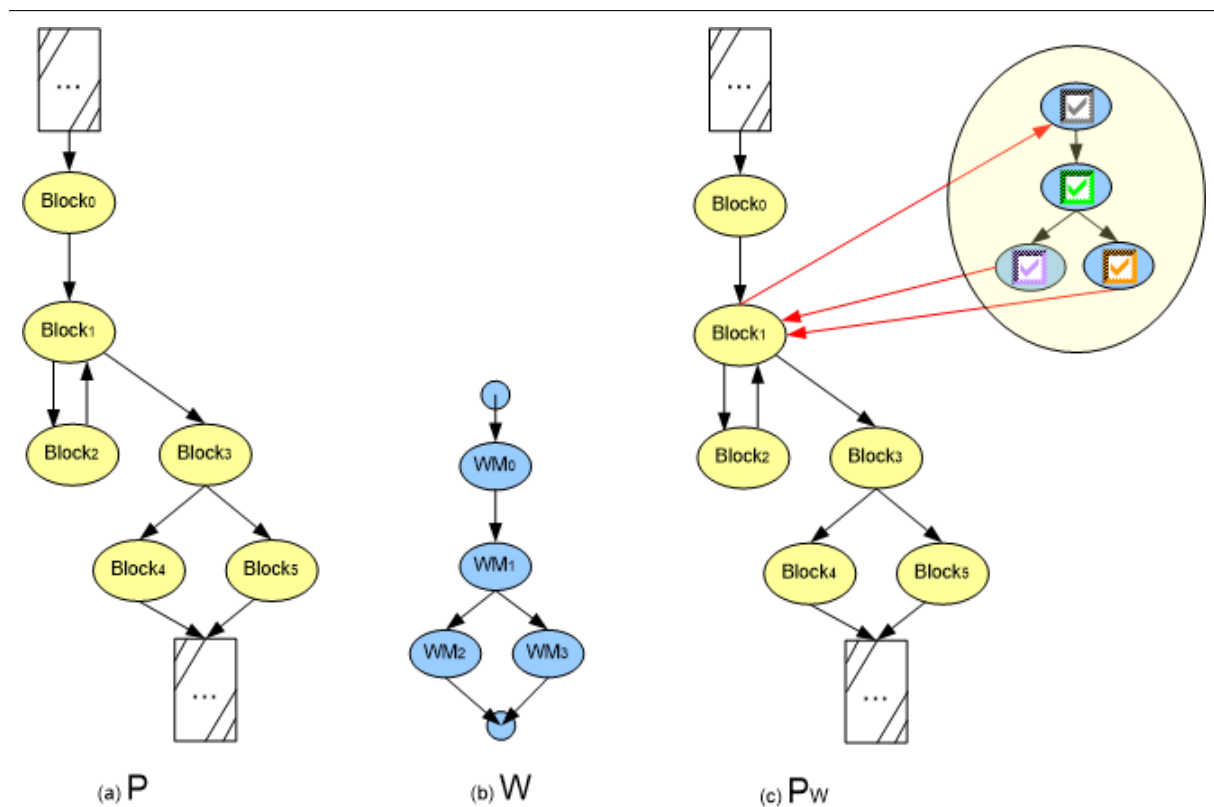 ...
Block0
Block1
Block2
Block3
Block4
Block5
...
(a) P
WM0
WM1
WM2
WM3
(b) W
...
Block0
Block1
Block2
Block3
Block4
Block5
...
(c) PW